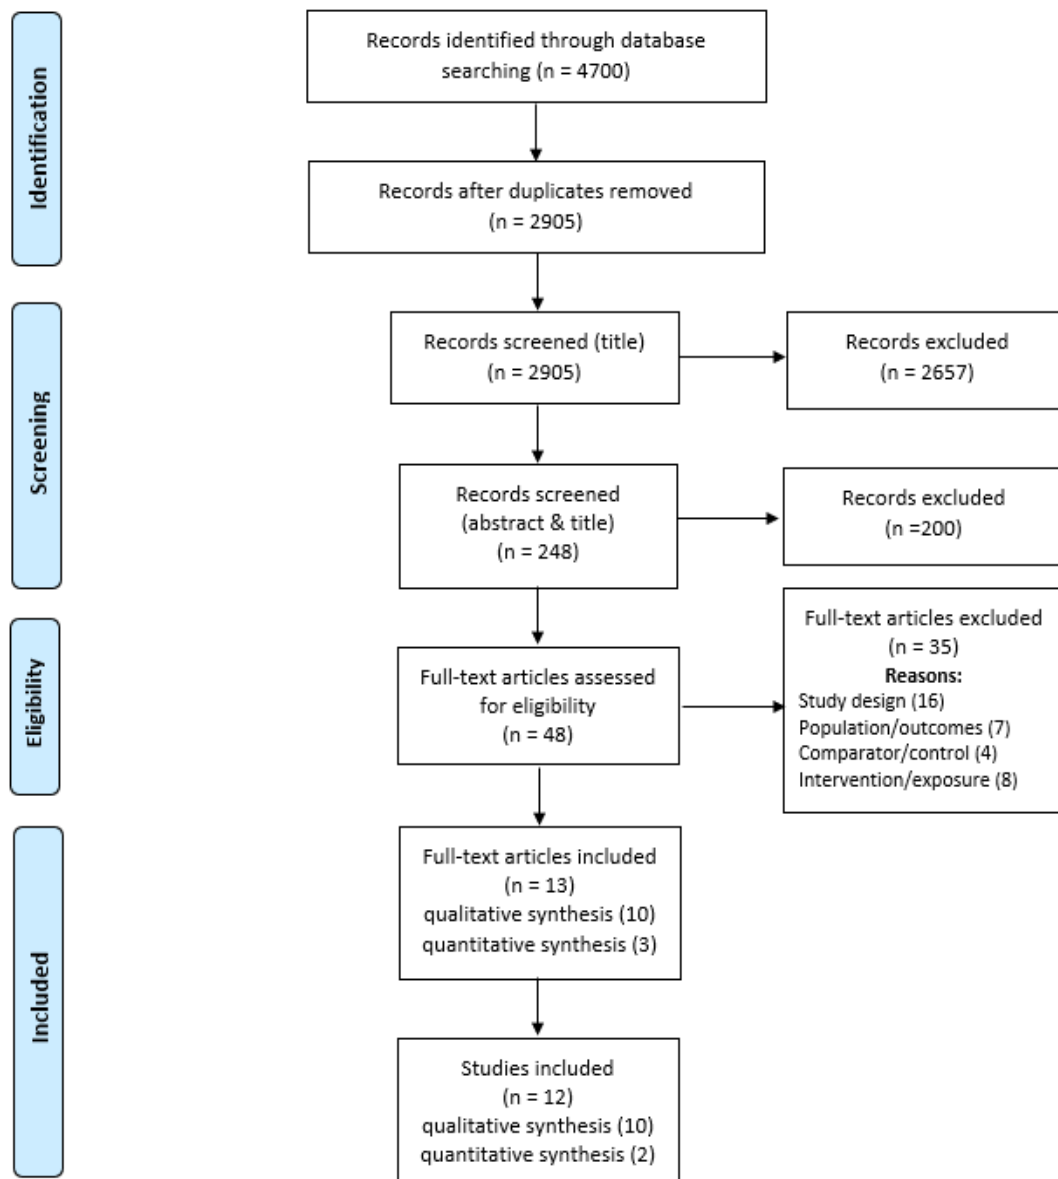 Identification
Records identified through database
searching (n = 4700)
Records after duplicates removed
(n = 2905)
Screening
Records screened (title)
(n = 2905)
Records excluded
(n = 2657)
Records screened
(abstract & title)
(n = 248)
Records excluded
(n =200)
Eligibility
Full-text articles assessed
for eligibility
(n = 48)
Full-text articles excluded
(n = 35)
Reasons:
Study design (16)
Population/outcomes (7)
Comparator/control (4)
Intervention/exposure (8)
Included
Full-text articles included
(n = 13)
qualitative synthesis (10)
quantitative synthesis (3)
Studies included
(n = 12)
qualitative synthesis (10)
quantitative synthesis (2)